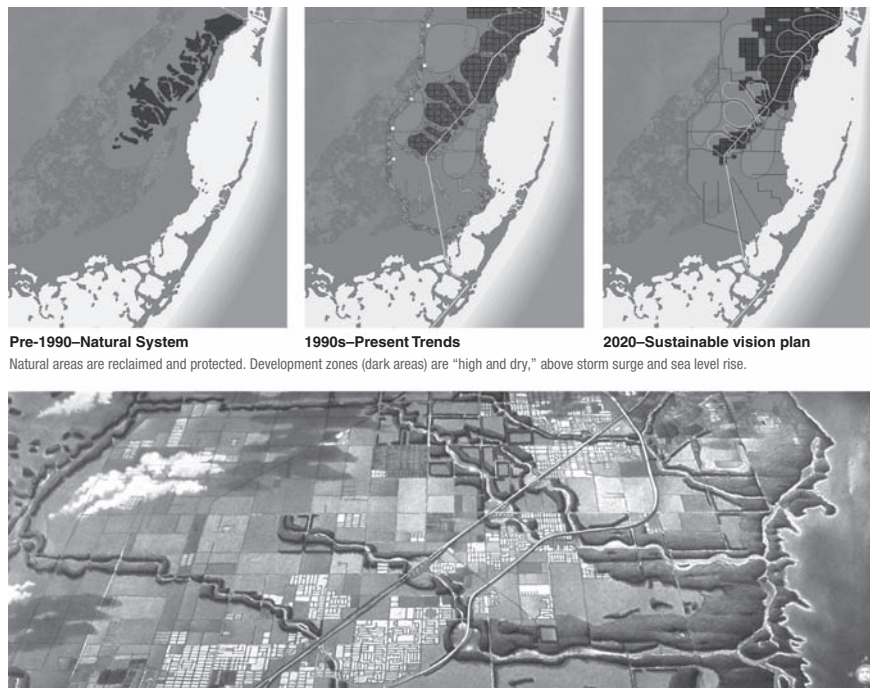 Pre-1990–Natural System
1990s–Present Trends
2020–Sustainable vision plan
Natural areas are reclaimed and protected. Development zones (dark areas) are “high and dry,” above storm surge and sea level rise.